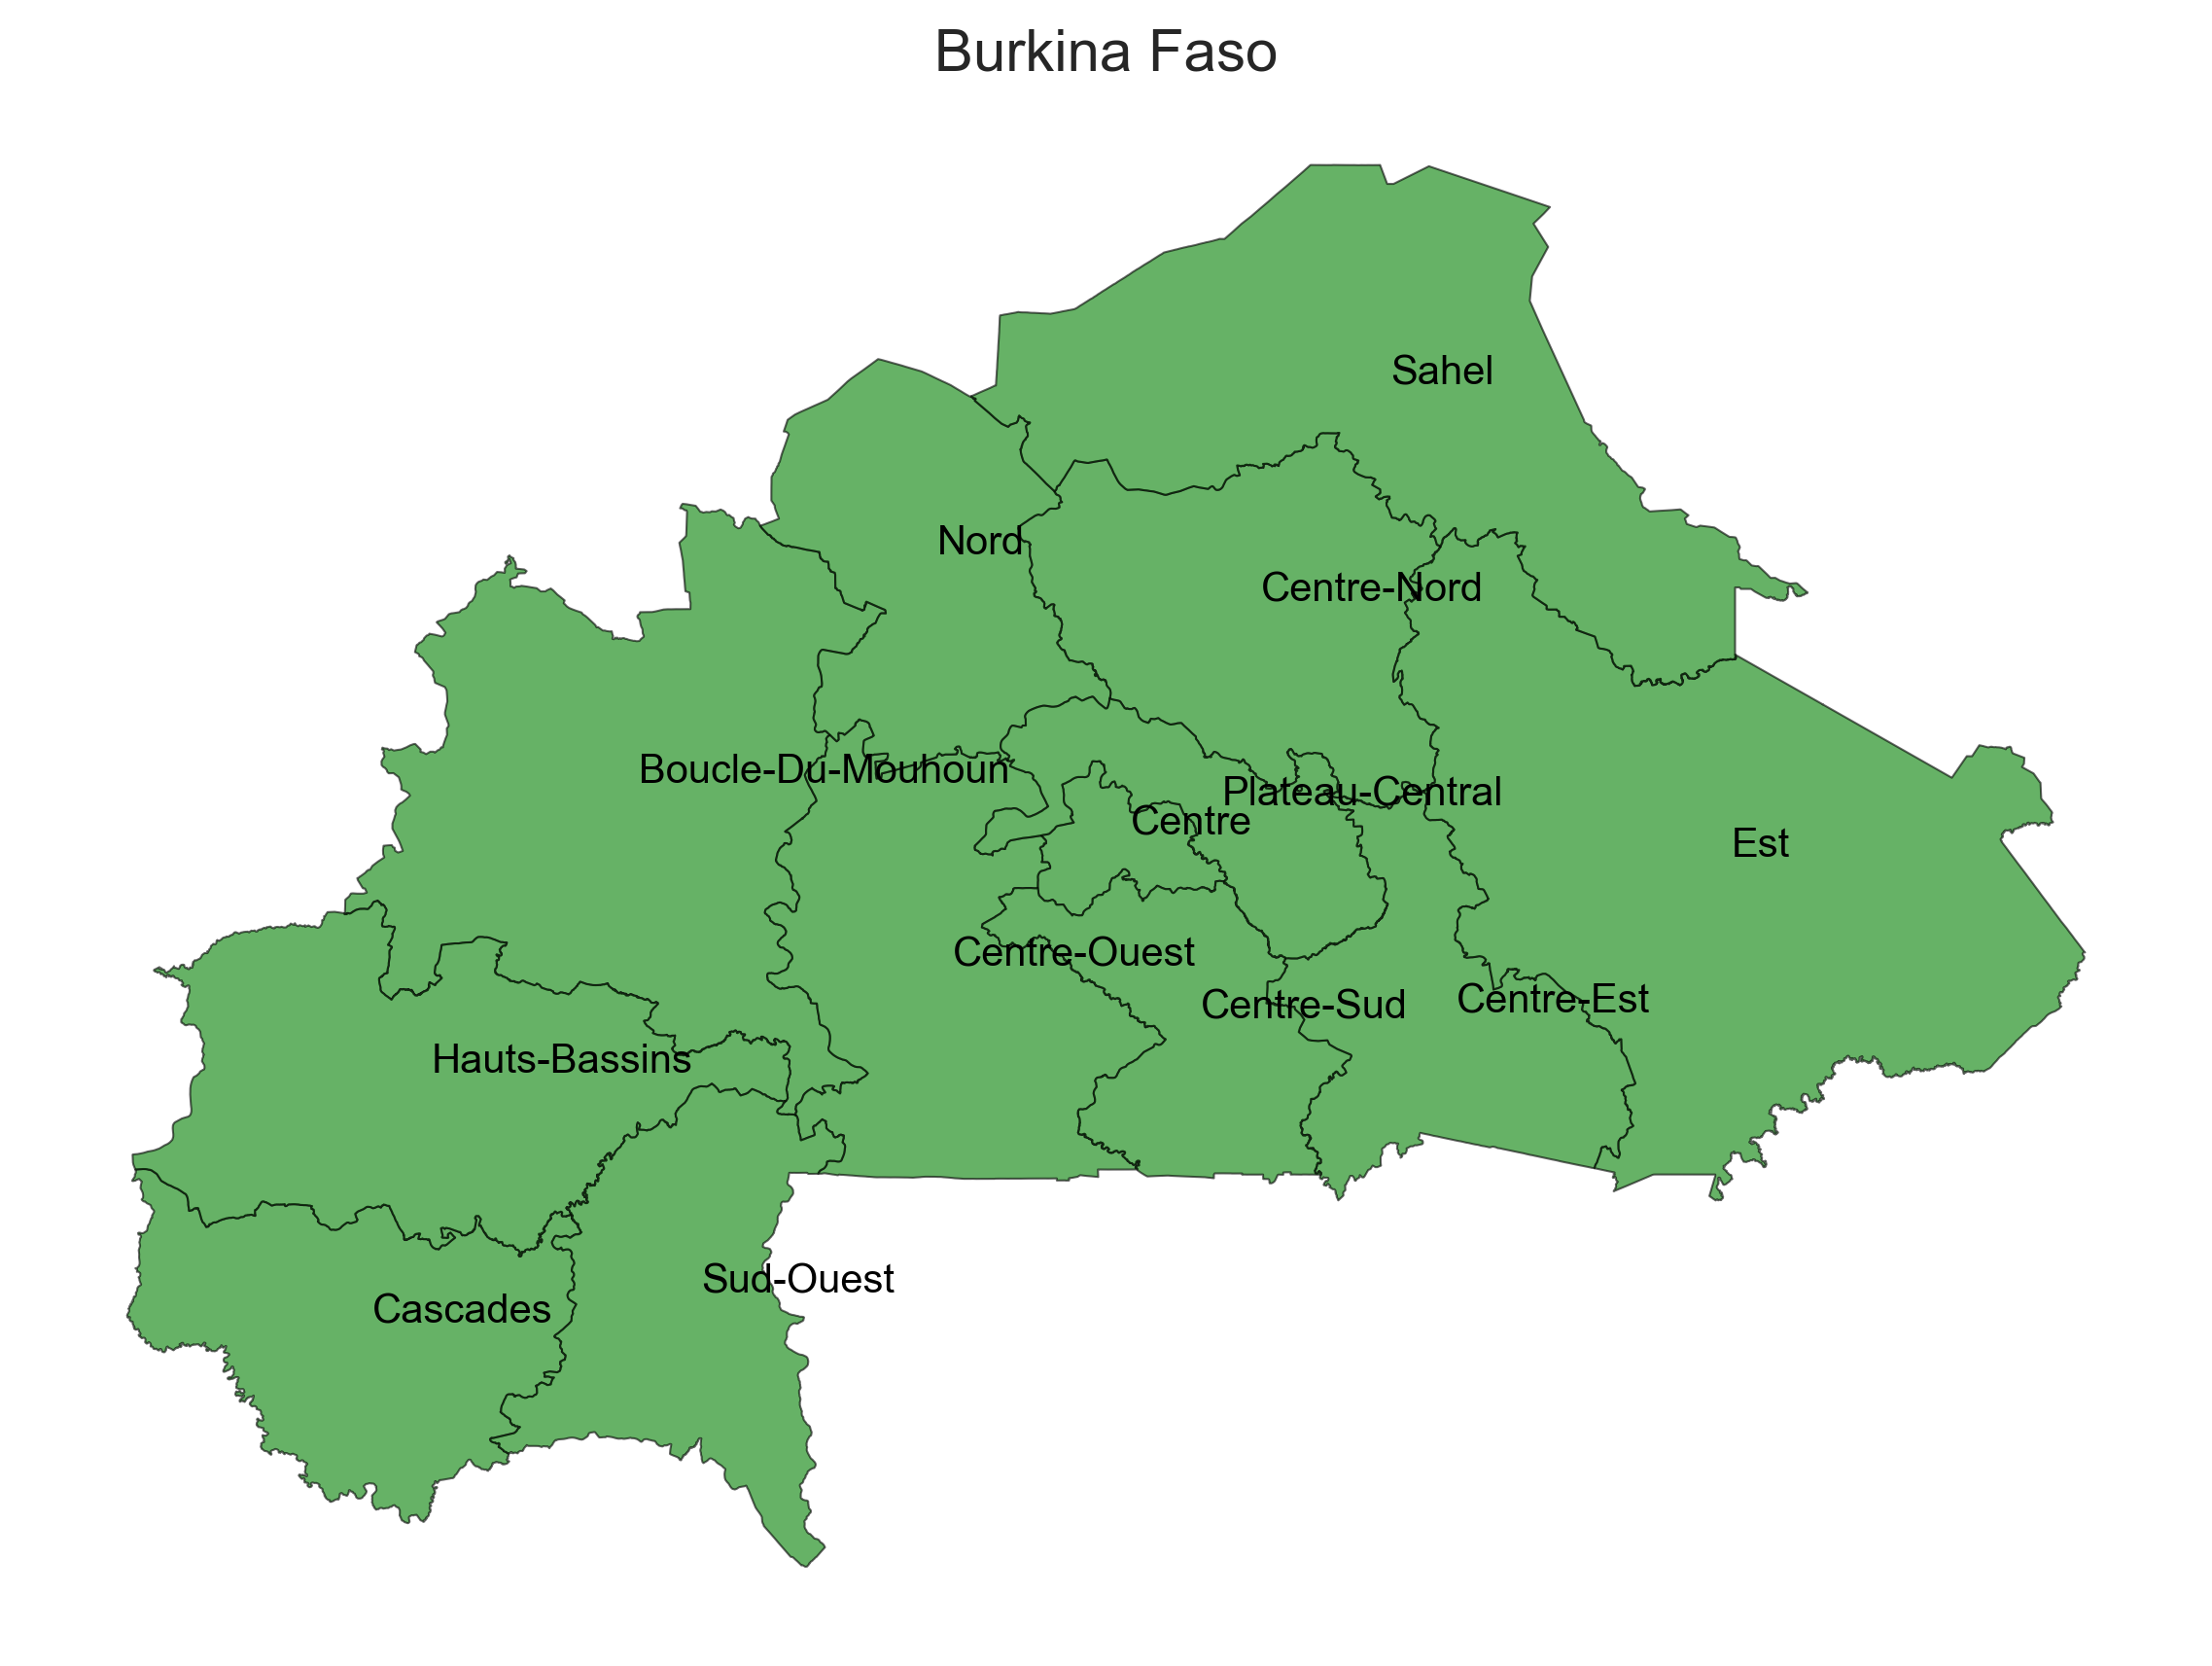 Burkina Faso
Sahel
Nord
Centre-Nord
Boucle-Du-Mouhoun
Plateau-Central
Centre
Est
Centre-Ouest
Centre-Est
Centre-Sud
Hauts-Bassins
Sud-Ouest
Cascades